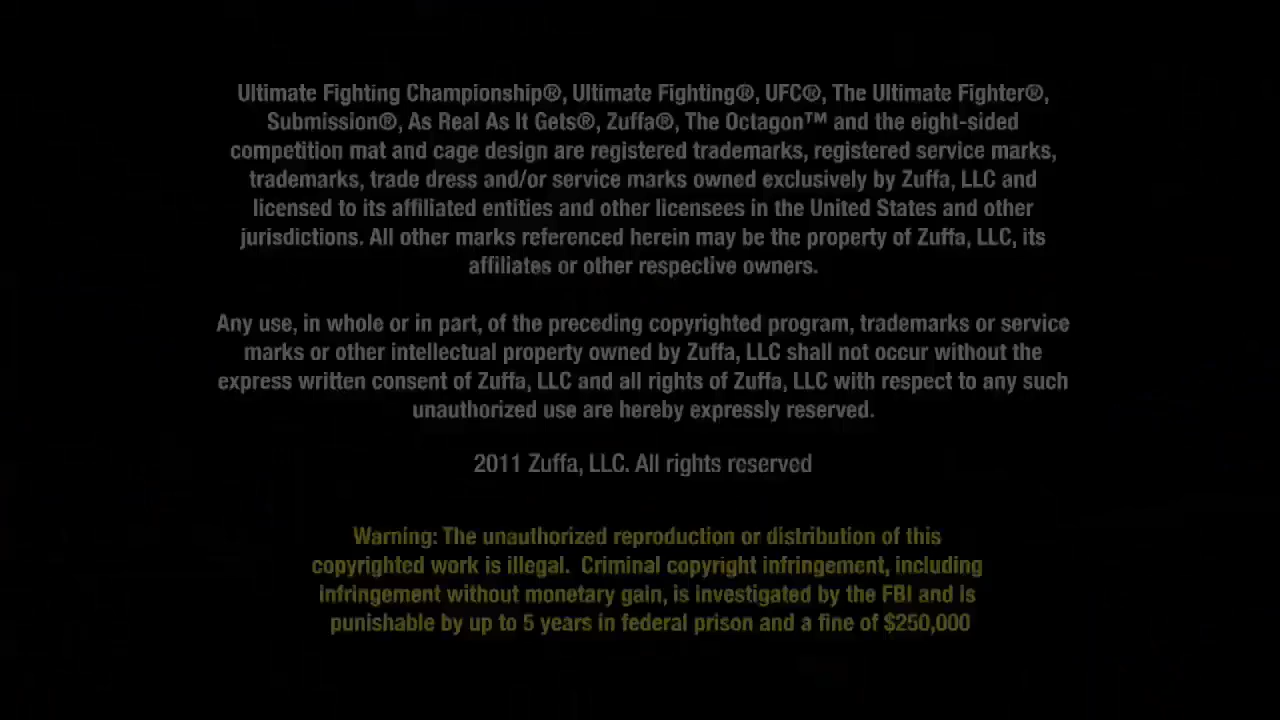 Ultimate Fighting Championship®, Ultimate Fighting®, UFC®, The Ultimate Fighter®,
Submission®, As Real As It Gets®, Zuffa®, The Octagon™ and the eight-sided
competition mat and cage design are registered trademarks, registered service marks,
trademarks, trade dress and/or service marks owned exclusively by Zuffa, LLC and
licensed to its affiliated entities and other licensees in the United States and other
jurisdictions. All other marks referenced herein may be the property of Zuffa, LLC, its
affiliates or other respective owners.
Any use, in whole or in part, of the preceding copyrighted program, trademarks or service
marks or other intellectual property owned by Zuffa, LLC shall not occur without the
express written consent of Zuffa, LLC and all rights of Zuffa, LLC with respect to any such
unauthorized use are hereby expressly reserved.
2011 Zuffa, LLC. All rights reserved
Warning: The unauthorized reproduction or distribution of this
copyrighted work is illegal. Criminal copyright infringement, including
infringement without monetary gain, is investigated by the FBI and is
punishable by up to 5 years in federal prison and a fine of $250,000